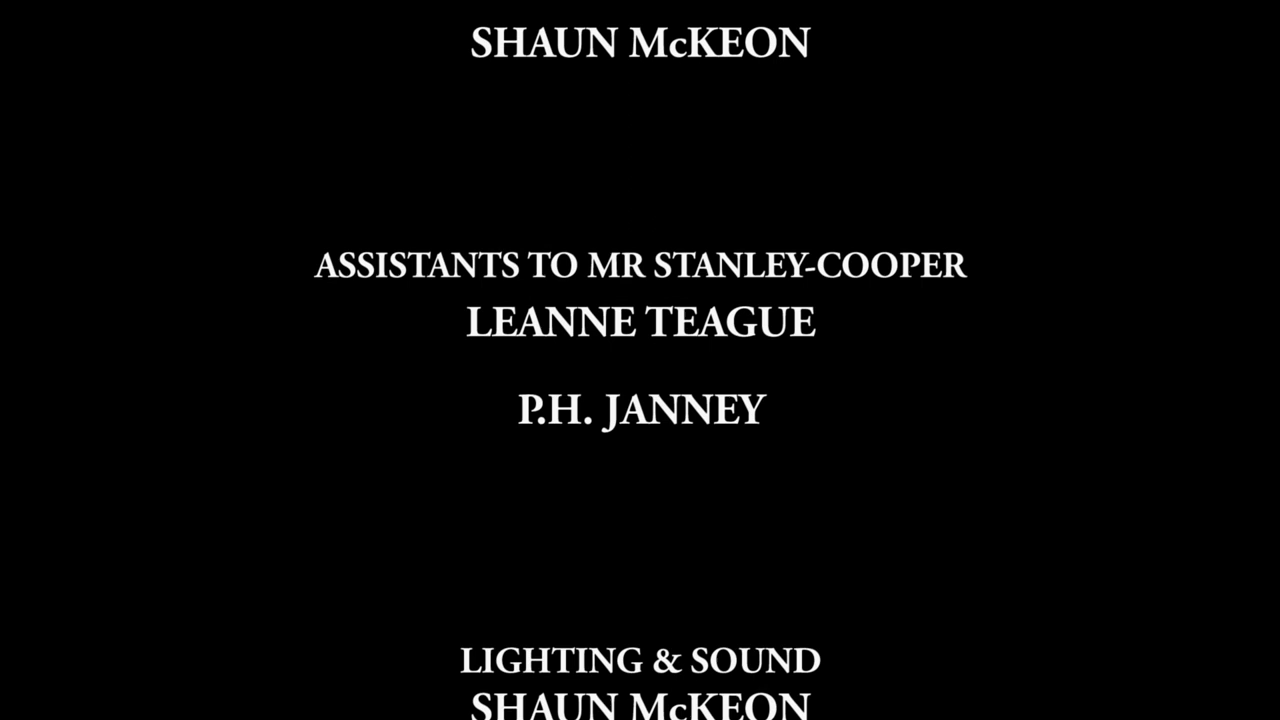 SHAUN McKEON
ASSISTANTS TO MR STANLEY-COOPER
LEANNE TEAGUE
P.H. JANNEY
LIGHTING & SOUND
SHAUN McKEON